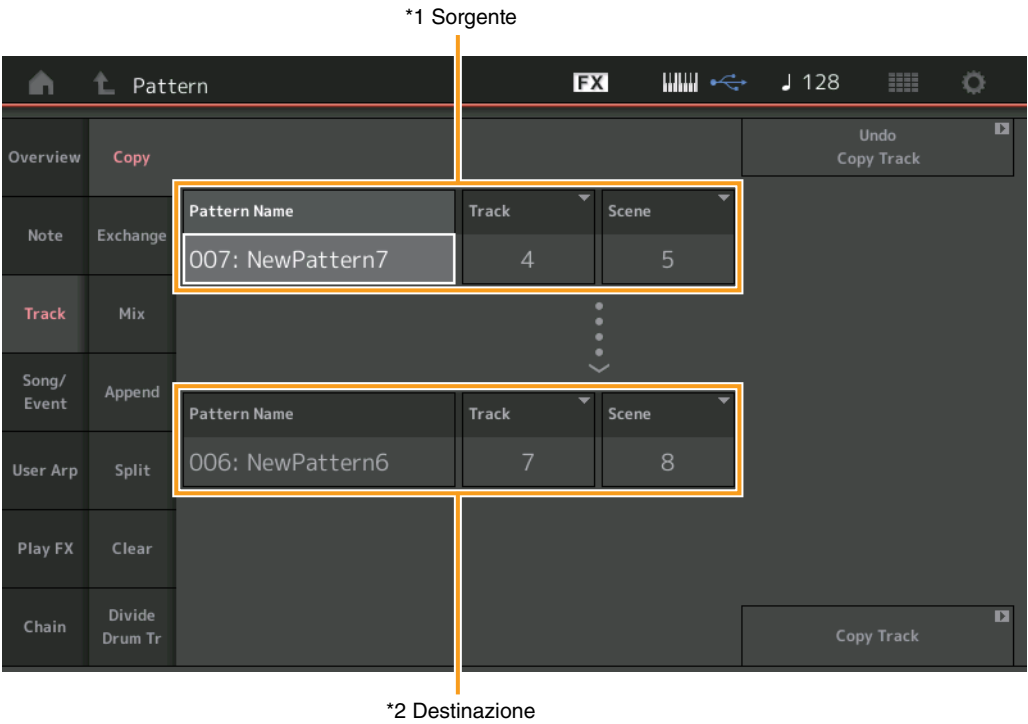 *1 Sorgente
Pattern
FX
♩ 128
Overview
Copy
Undo
Copy Track
Pattern Name
Track
Scene
007: NewPattern7
4
5
Note
Exchange
Track
Mix
Song/
Event
Append
Pattern Name
Track
Scene
006: NewPattern6
7
8
User Arp
Split
Play FX
Clear
Chain
Divide
Drum Tr
Copy Track
*2 Destinazione